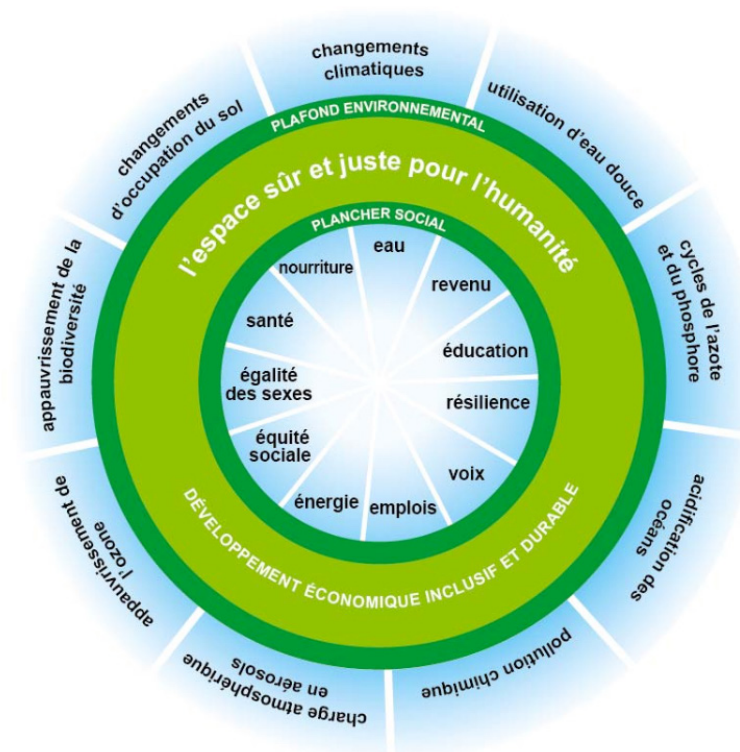 changements
climatiques
utilisation d'eau douce
cycles de l'azote
et du phosphore
acidification des
océans
pollution chimique
charge atmosphérique
en aérosols
appauvrissement de
l'ozone
appauvrissement de la
biodiversité
changements
d'occupation du sol
PLAFOND ENVIRONNEMENTAL
l'espace sûr et juste pour l'humanité
PLANCHER SOCIAL
eau
revenu
éducation
résilience
voix
emplois
énergie
équité
sociale
égalité
des sexes
santé
nourriture
DÉVELOPPEMENT ÉCONOMIQUE INCLUSIF ET DURABLE